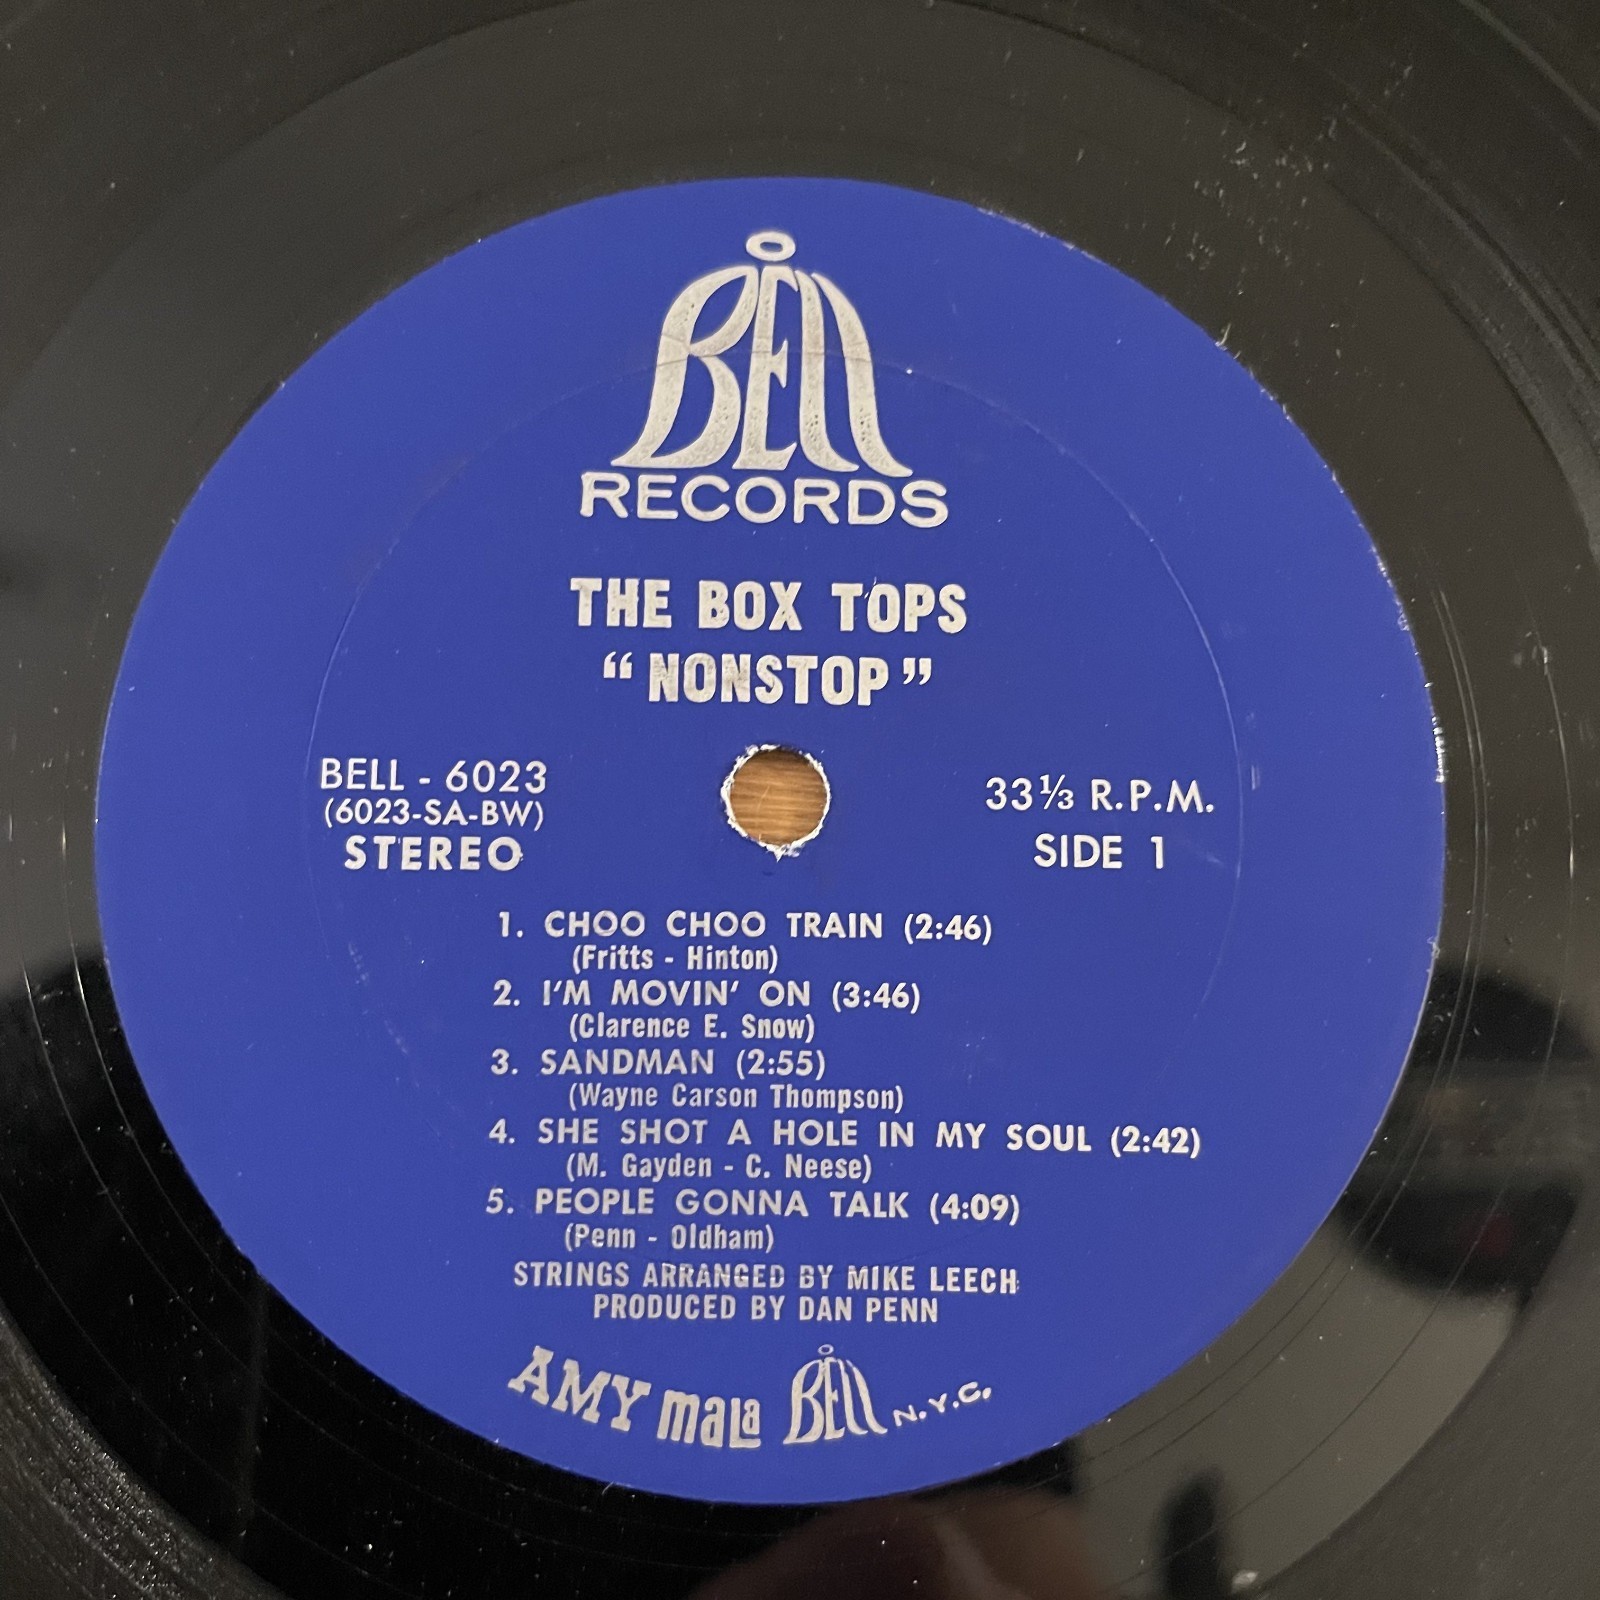 BELL
RECORDS
THE BOX TOPS
“NONSTOP”
BELL - 6023
(6023-SA-BW)
STEREO
33⅓ R.P.M.
SIDE 1
1. CHOO CHOO TRAIN (2:46)
(Fritts - Hinton)
2. I'M MOVIN' ON (3:46)
(Clarence E. Snow)
3. SANDMAN (2:55)
(Wayne Carson Thompson)
4. SHE SHOT A HOLE IN MY SOUL (2:42)
(M. Gayden - C. Neese)
5. PEOPLE GONNA TALK (4:09)
(Penn - Oldham)
STRINGS ARRANGED BY MIKE LEECH
PRODUCED BY DAN PENN
AMY mala BELL N.Y.C.